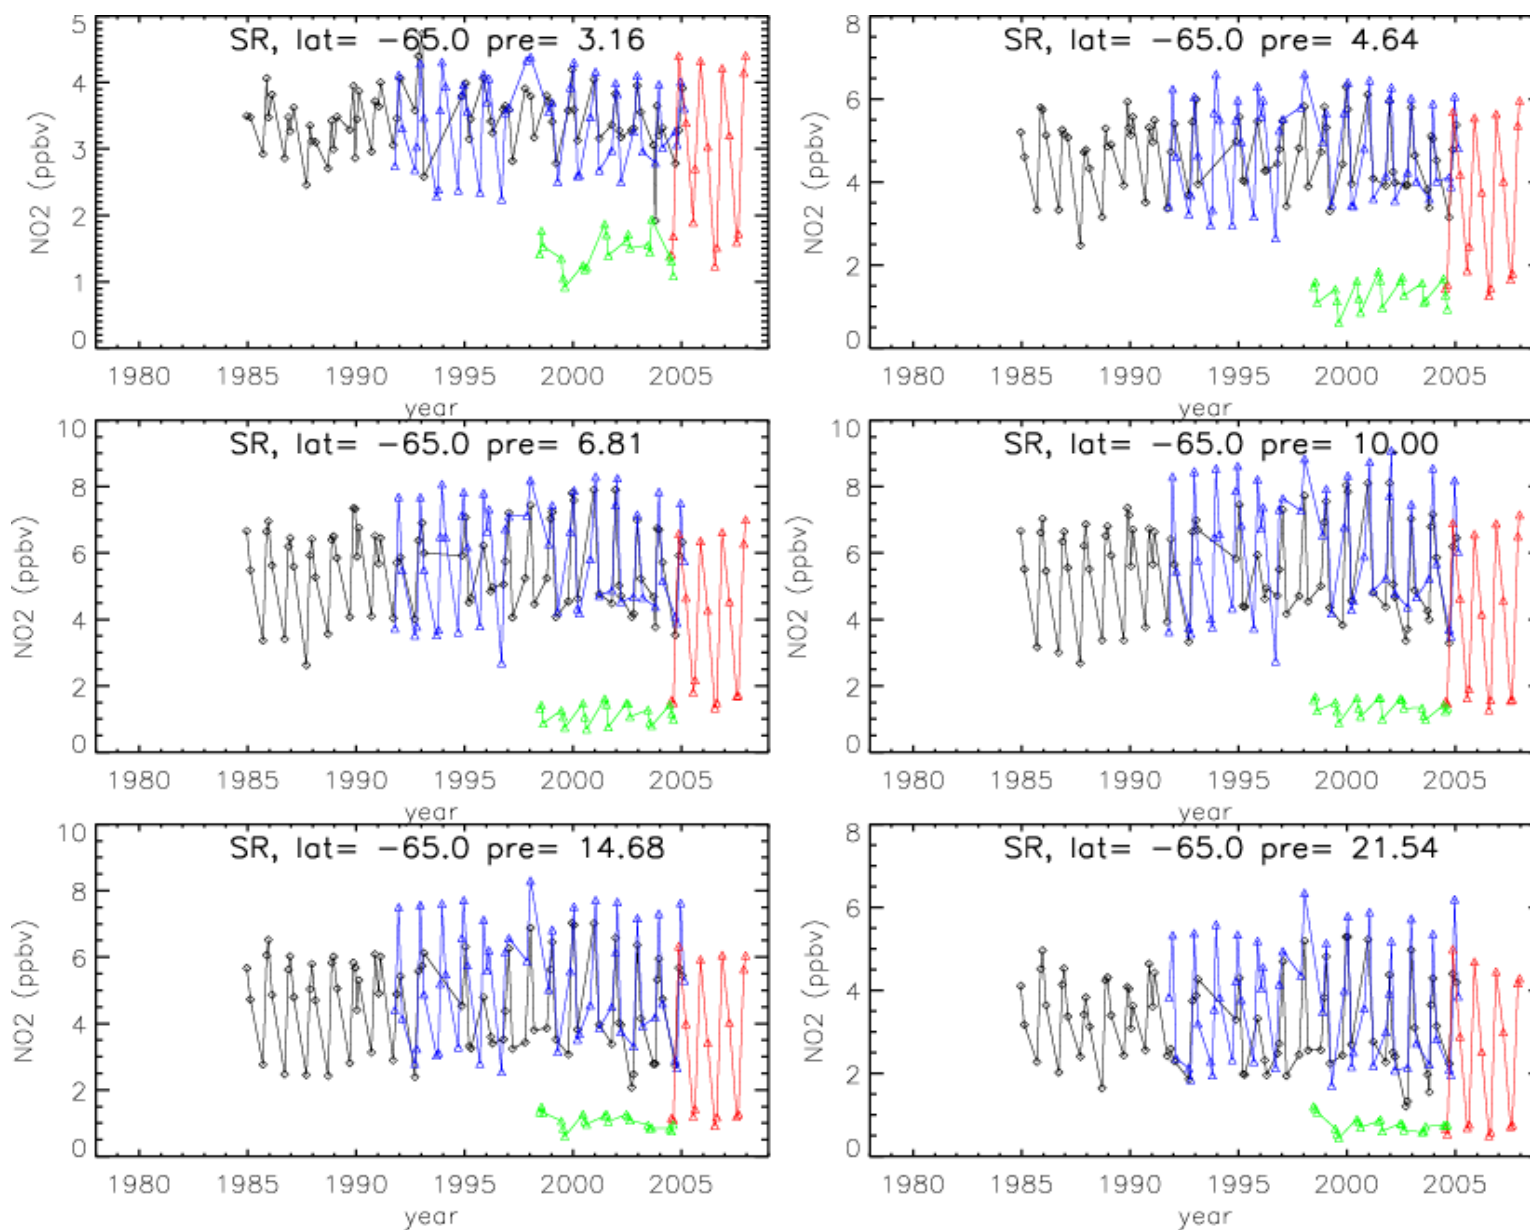 SR, lat= -65.0 pre= 3.16
NO2 (ppbv)
5
4
3
2
1
0
1980 1985 1990 1995 2000 2005
year
SR, lat= -65.0 pre= 4.64
NO2 (ppbv)
8
6
4
2
0
1980 1985 1990 1995 2000 2005
year
SR, lat= -65.0 pre= 6.81
NO2 (ppbv)
10
8
6
4
2
0
1980 1985 1990 1995 2000 2005
year
SR, lat= -65.0 pre= 10.00
NO2 (ppbv)
10
8
6
4
2
0
1980 1985 1990 1995 2000 2005
year
SR, lat= -65.0 pre= 14.68
NO2 (ppbv)
10
8
6
4
2
0
1980 1985 1990 1995 2000 2005
year
SR, lat= -65.0 pre= 21.54
NO2 (ppbv)
8
6
4
2
0
1980 1985 1990 1995 2000 2005
year